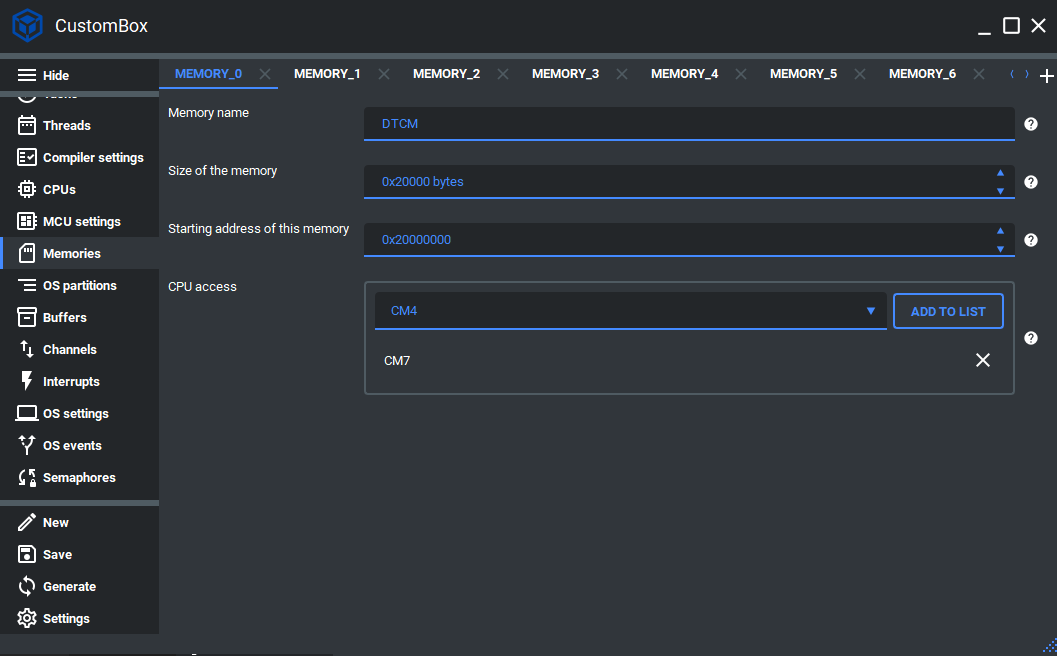 CustomBox
Hide
Threads
Compiler settings
CPUs
MCU settings
Memories
OS partitions
Buffers
Channels
Interrupts
OS settings
OS events
Semaphores
New
Save
Generate
Settings
MEMORY_0 MEMORY_1 MEMORY_2 MEMORY_3 MEMORY_4 MEMORY_5 MEMORY_6
Memory name
DTCM
Size of the memory
0x20000 bytes
Starting address of this memory
0x20000000
CPU access
CM4
ADD TO LIST
CM7